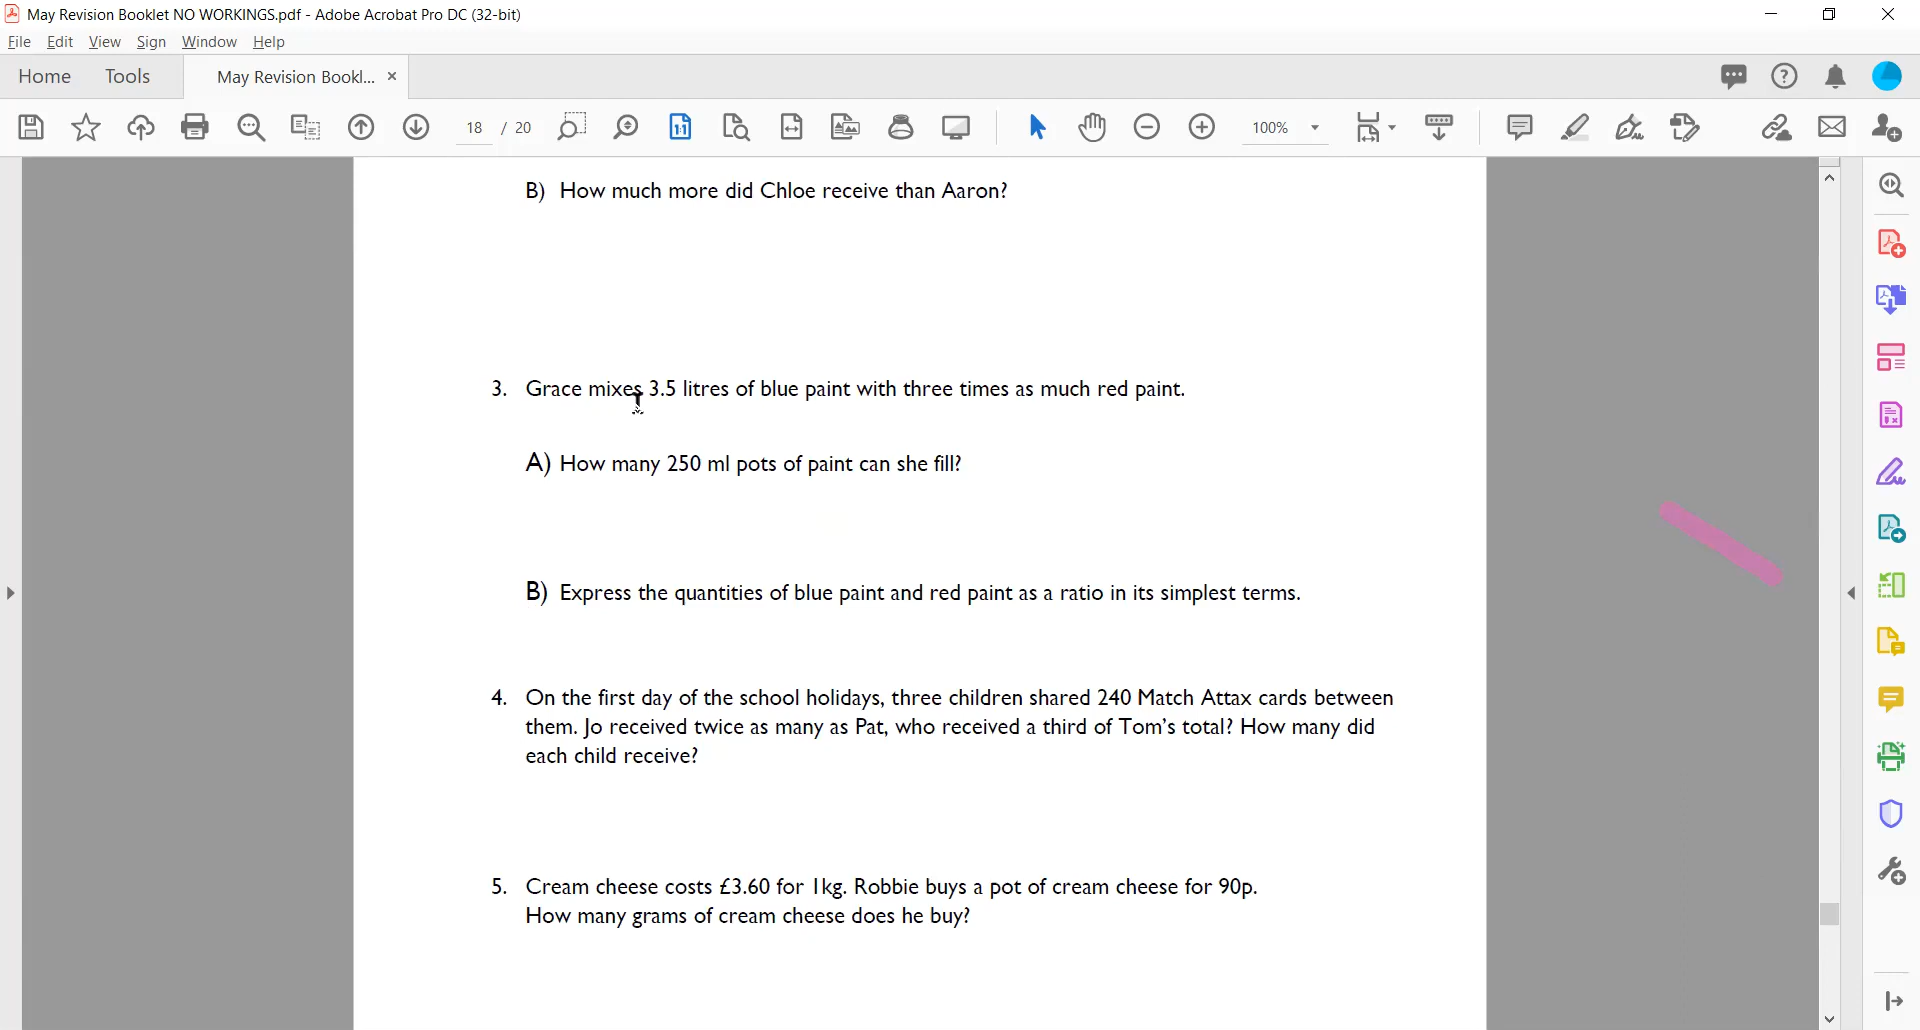 May Revision Booklet NO WORKINGS.pdf - Adobe Acrobat Pro DC (32-bit)
File Edit View Sign Window Help
Home Tools May Revision Bookl... ×
18 / 20 1:1 100%
B) How much more did Chloe receive than Aaron?
3. Grace mixes 3.5 litres of blue paint with three times as much red paint.
A) How many 250 ml pots of paint can she fill?
B) Express the quantities of blue paint and red paint as a ratio in its simplest terms.
4. On the first day of the school holidays, three children shared 240 Match Attax cards between
them. Jo received twice as many as Pat, who received a third of Tom's total? How many did
each child receive?
5. Cream cheese costs £3.60 for 1kg. Robbie buys a pot of cream cheese for 90p.
How many grams of cream cheese does he buy?